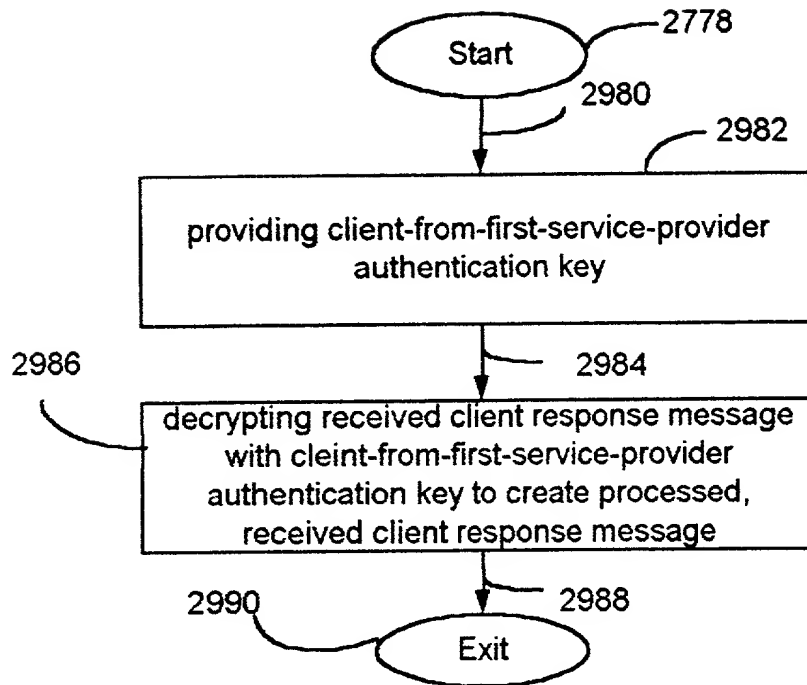 Start
2778
2980
2982
providing client-from-first-service-provider
authentication key
2984
2986
decrypting received client response message
with cleint-from-first-service-provider
authentication key to create processed,
received client response message
2988
2990
Exit